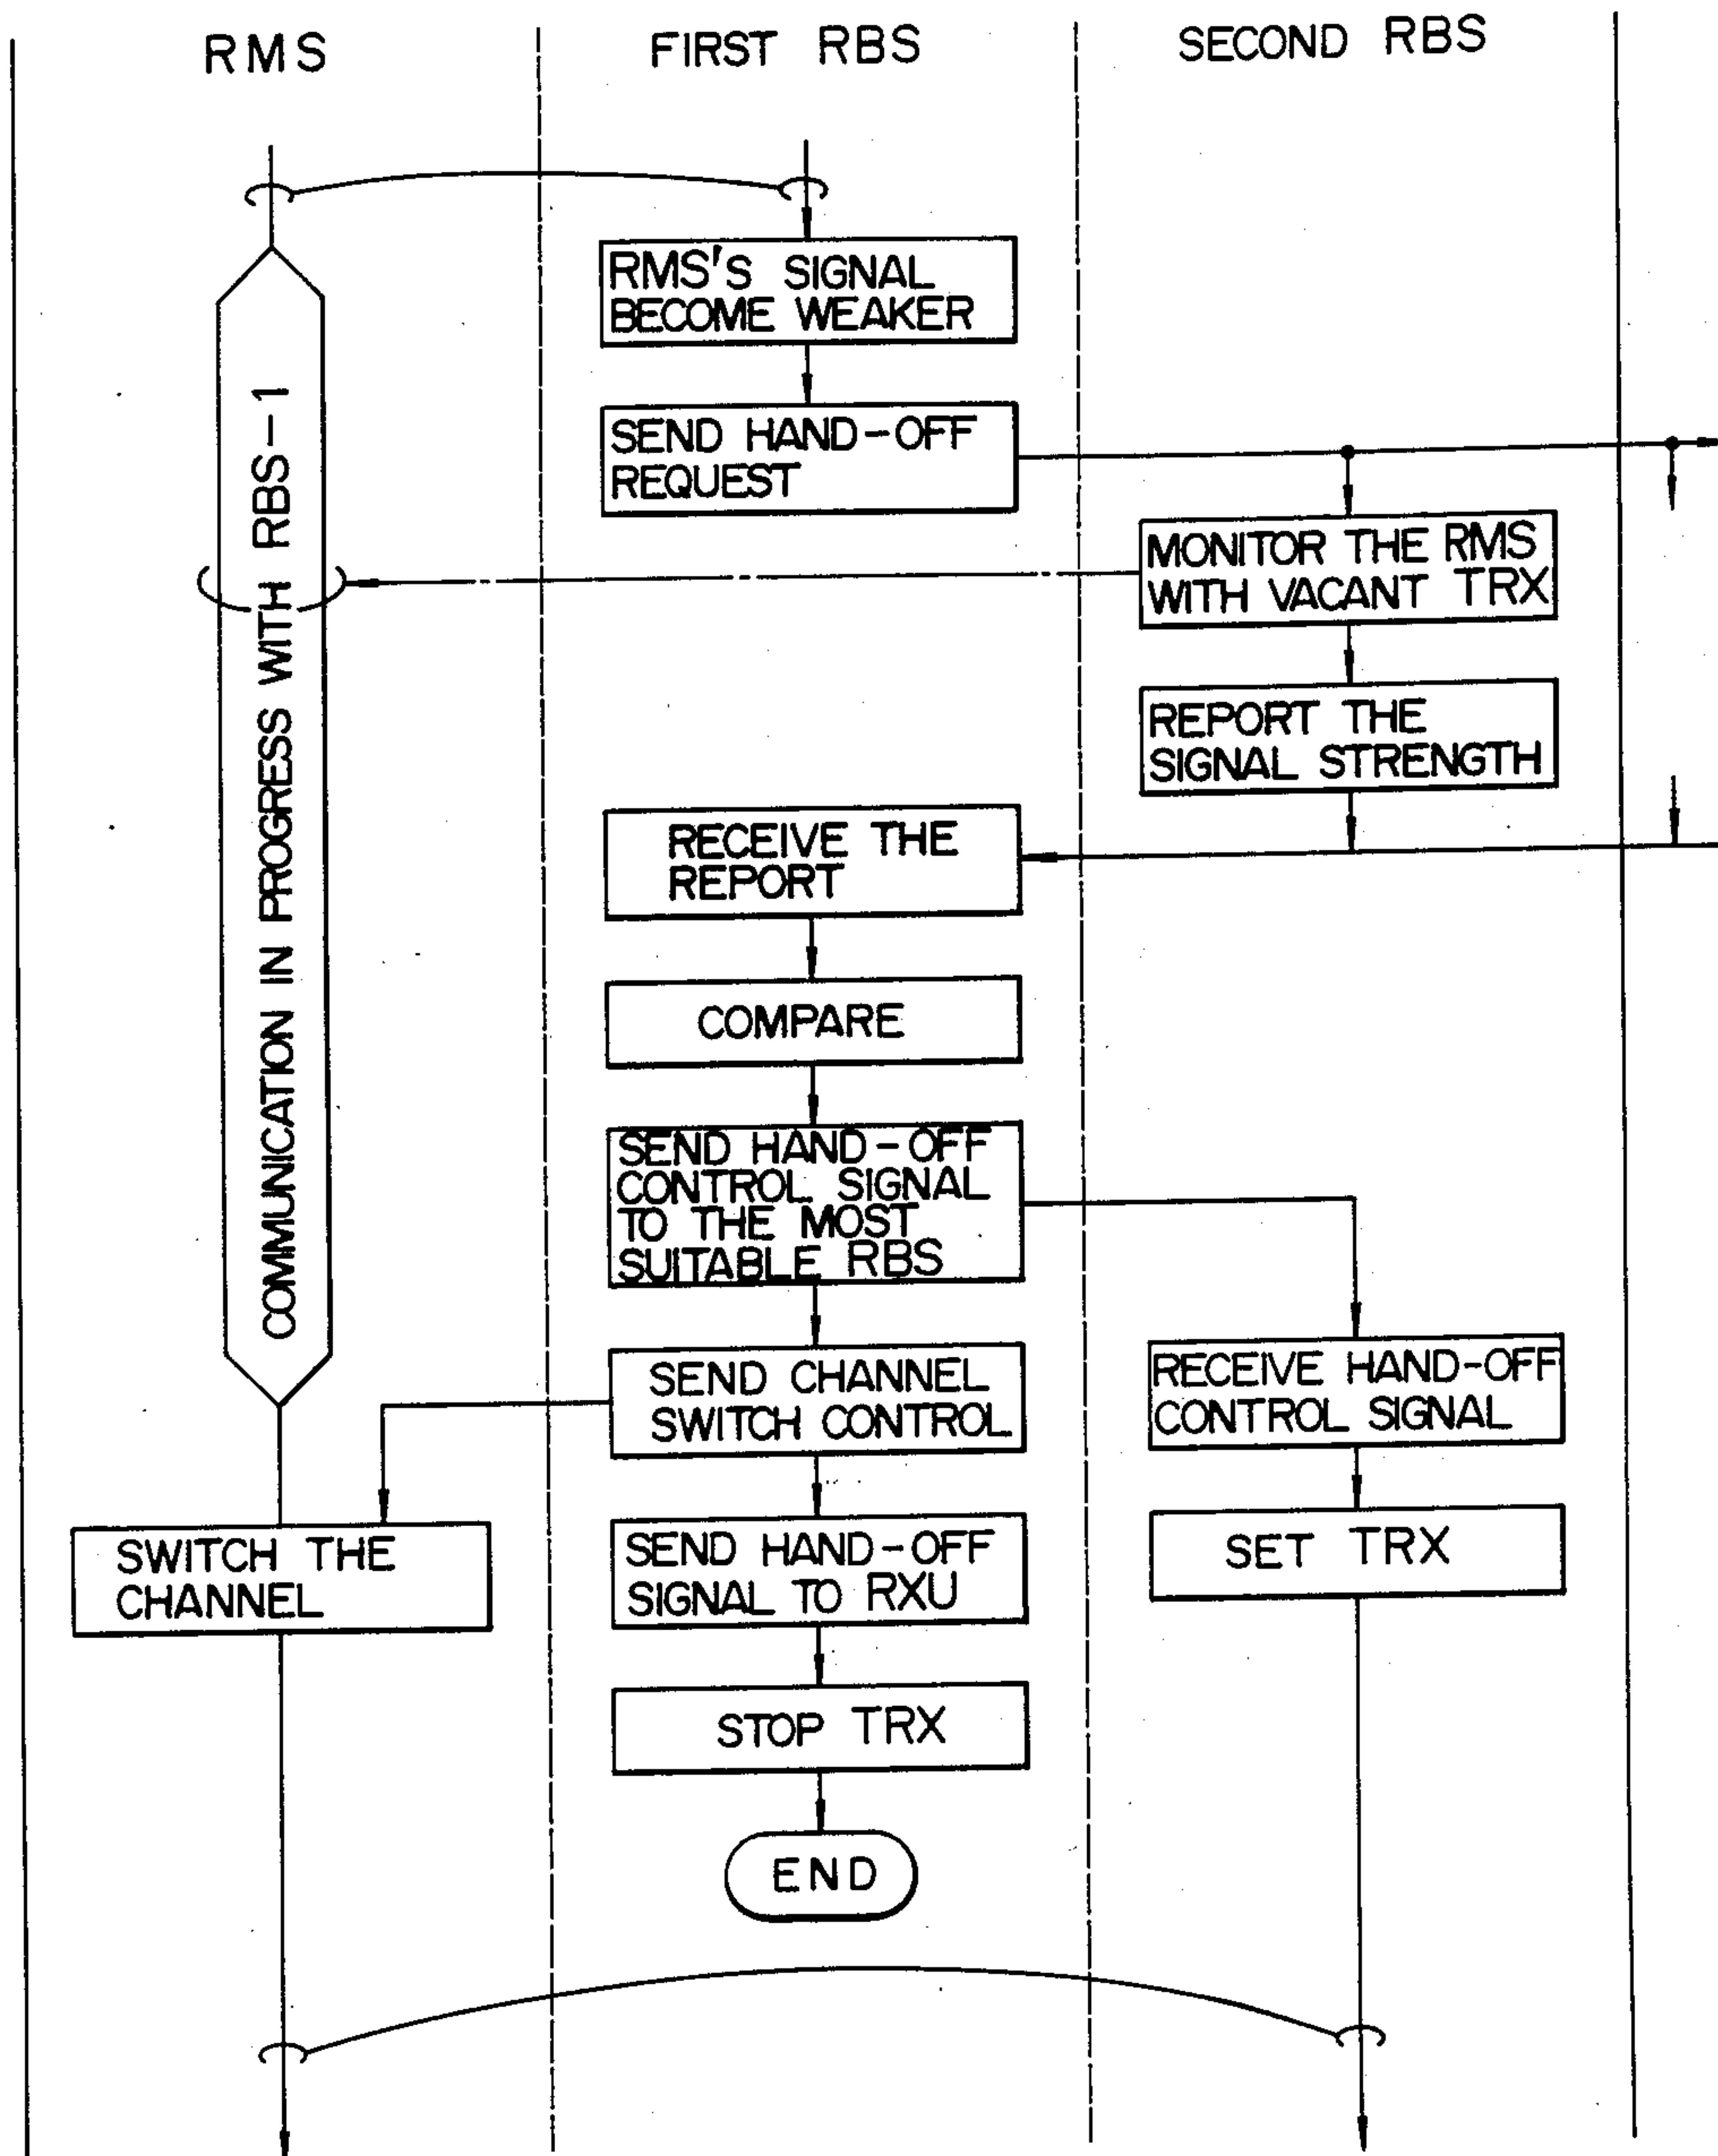 RMS
FIRST RBS
SECOND RBS
RMS'S SIGNAL
BECOME WEAKER
SEND HAND-OFF
REQUEST
COMMUNICATION IN PROGRESS WITH RBS-1
MONITOR THE RMS
WITH VACANT TRX
REPORT THE
SIGNAL STRENGTH
RECEIVE THE
REPORT
COMPARE
SEND HAND-OFF
CONTROL SIGNAL
TO THE MOST
SUITABLE RBS
SEND CHANNEL
SWITCH CONTROL
RECEIVE HAND-OFF
CONTROL SIGNAL
SWITCH THE
CHANNEL
SEND HAND-OFF
SIGNAL TO RXU
SET TRX
STOP TRX
END